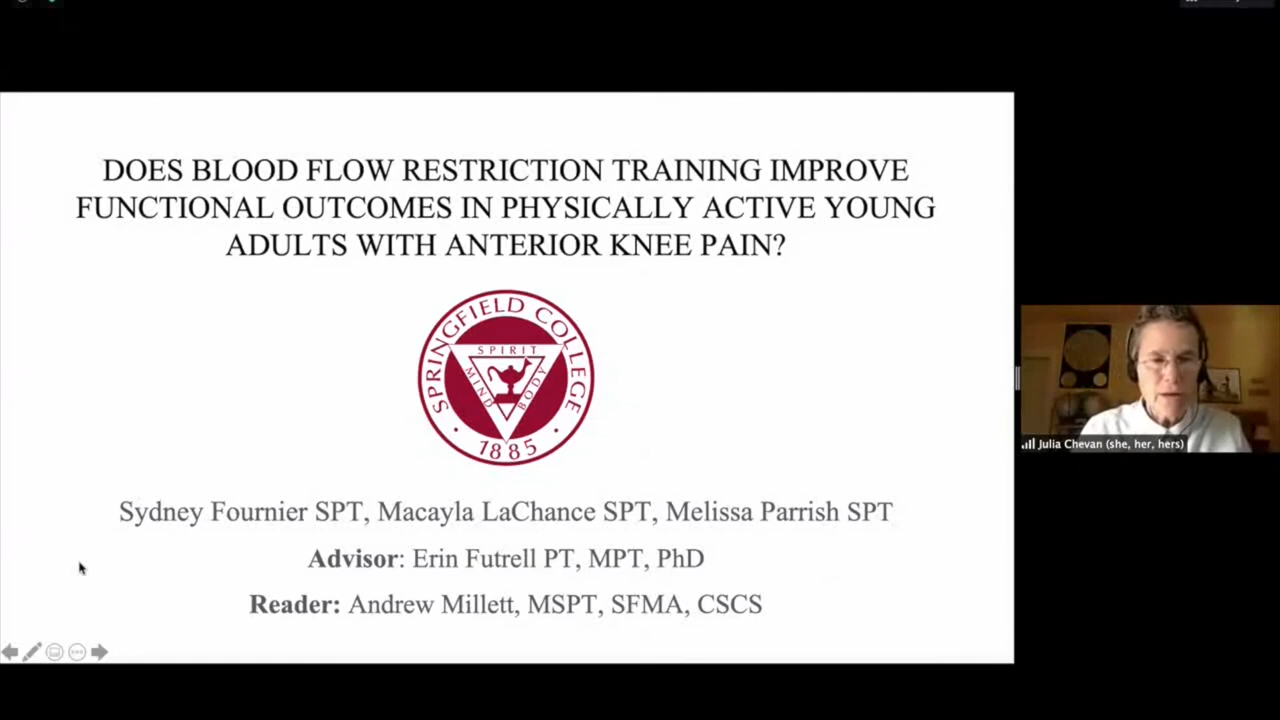 DOES BLOOD FLOW RESTRICTION TRAINING IMPROVE
FUNCTIONAL OUTCOMES IN PHYSICALLY ACTIVE YOUNG
ADULTS WITH ANTERIOR KNEE PAIN?
SPRINGFIELD COLLEGE
SPIRIT
MIND
BODY
1885
Sydney Fournier SPT, Macayla LaChance SPT, Melissa Parrish SPT
Advisor: Erin Futrell PT, MPT, PhD
Reader: Andrew Millett, MSPT, SFMA, CSCS
Julia Chevan (she, her, hers)